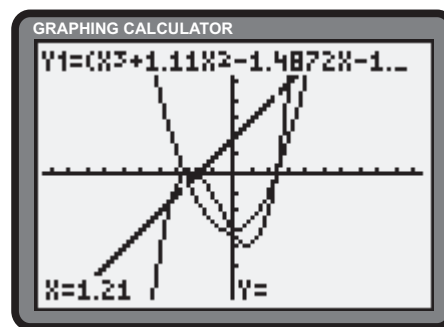 GRAPHING CALCULATOR
Y1=(X³+1.11X²-1.4872X-1.…
X=1.21 Y=